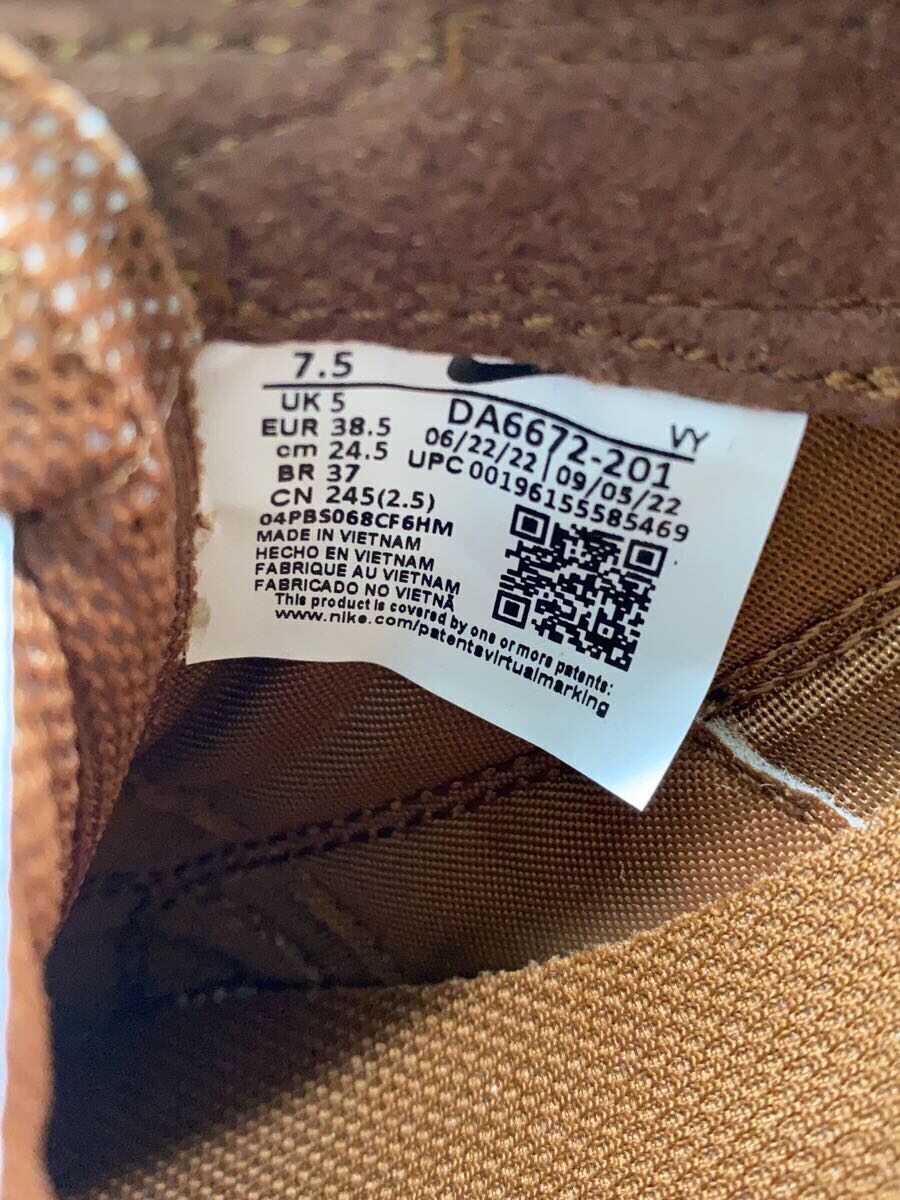 7.5
UK 5
EUR 38.5
cm 24.5
BR 37
CN 245(2.5)
DA6672-201 VY
06/22/22 | 09/05/22
UPC 00196155585469
04PBS068CF6HM
MADE IN VIETNAM
HECHO EN VIETNAM
FABRIQUE AU VIETNAM
FABRICADO NO VIETNÃ
This product is covered by one or more patents:
www.nike.com/patentsvirtualmarking